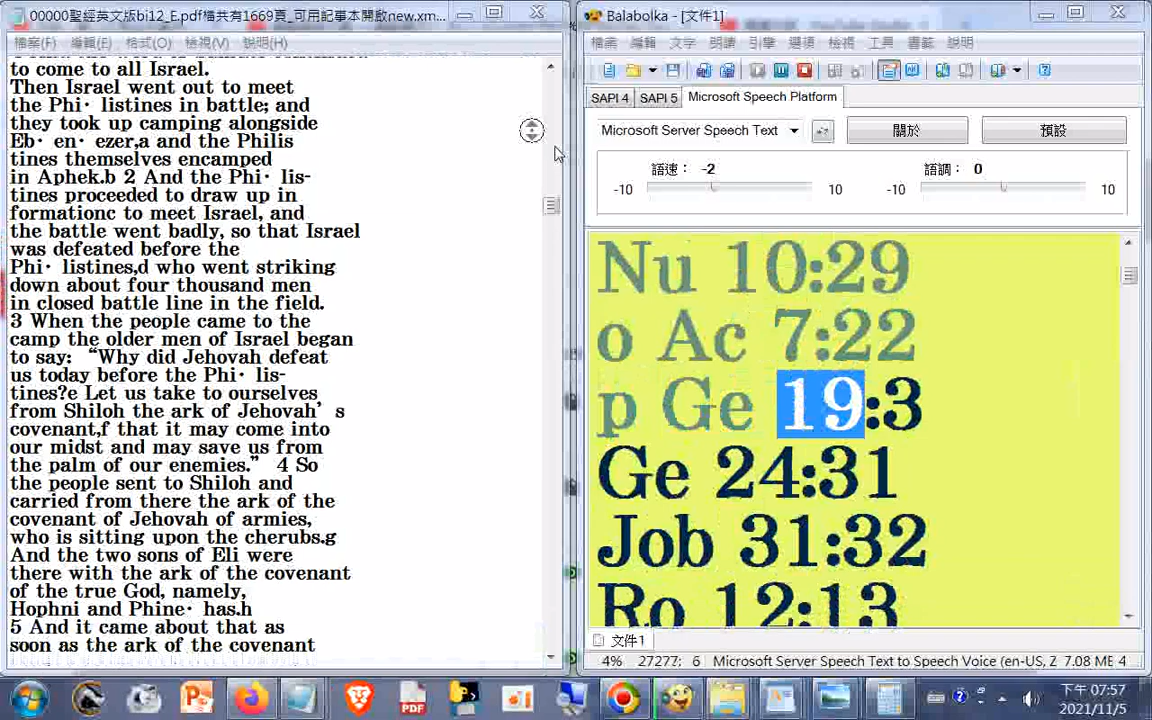 00000聖經英文版bi12_E.pdf檔共有1669頁_可用記事本開啟new.xm...
檔案(F) 編輯(E) 格式(O) 檢視(V) 說明(H)
to come to all Israel.
Then Israel went out to meet
the Phi· listines in battle; and
they took up camping alongside
Eb· en· ezer,a and the Philis
tines themselves encamped
in Aphek.b 2 And the Phi· lis-
tines proceeded to draw up in
formationc to meet Israel, and
the battle went badly, so that Israel
was defeated before the
Phi· listines,d who went striking
down about four thousand men
in closed battle line in the field.
3 When the people came to the
camp the older men of Israel began
to say: “Why did Jehovah defeat
us today before the Phi· lis-
tines?e Let us take to ourselves
from Shiloh the ark of Jehovah’ s
covenant,f that it may come into
our midst and may save us from
the palm of our enemies.” 4 So
the people sent to Shiloh and
carried from there the ark of the
covenant of Jehovah of armies,
who is sitting upon the cherubs.g
And the two sons of Eli were
there with the ark of the covenant
of the true God, namely,
Hophni and Phine· has.h
5 And it came about that as
soon as the ark of the covenant
Balabolka - [文件1]
檔案 編輯 文字 朗讀 引擎 選項 檢視 工具 書籤 說明
SAPI 4 SAPI 5 Microsoft Speech Platform
Microsoft Server Speech Text 關於 預設
語速： -2 語調： 0
-10 10 -10 10
Nu 10:29
o Ac 7:22
p Ge 19:3
Ge 24:31
Job 31:32
Ro 12:13
文件1
4% 27277: 6 Microsoft Server Speech Text to Speech Voice (en-US, Z 7.08 MB 4
PDF
下午 07:57
2021/11/5